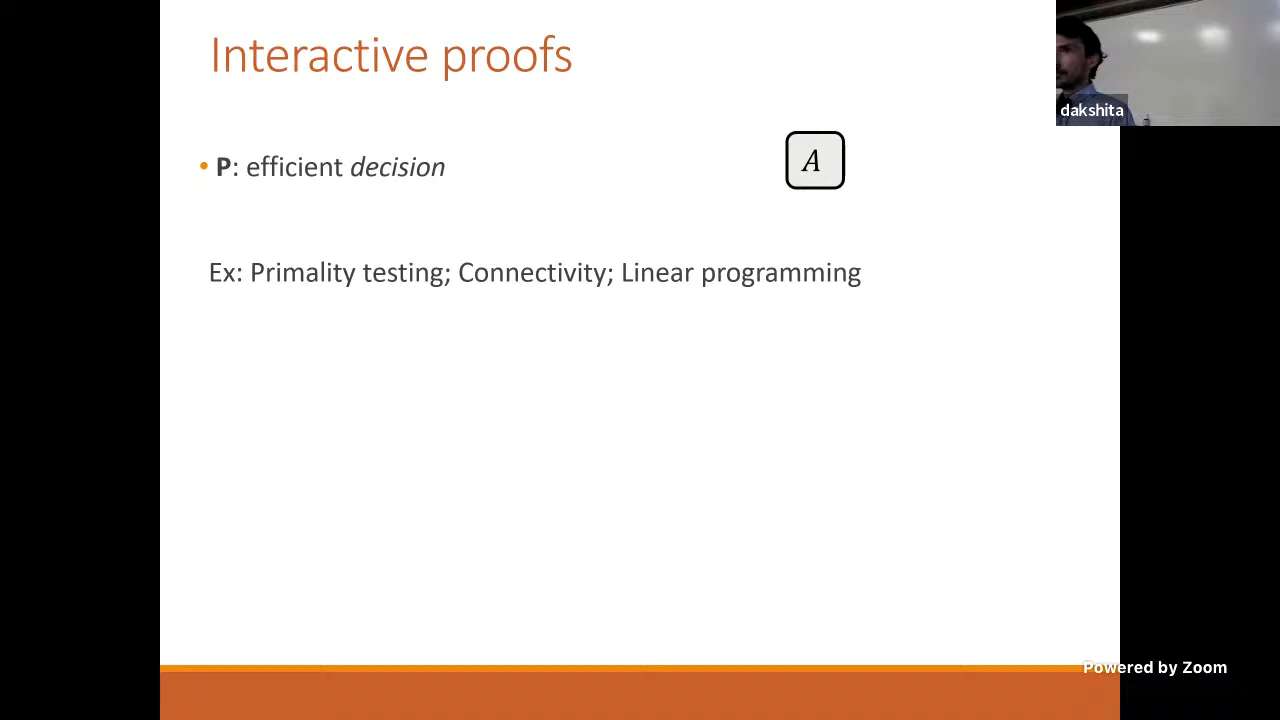 Interactive proofs
dakshita
• P: efficient decision
A
Ex: Primality testing; Connectivity; Linear programming
Powered by Zoom